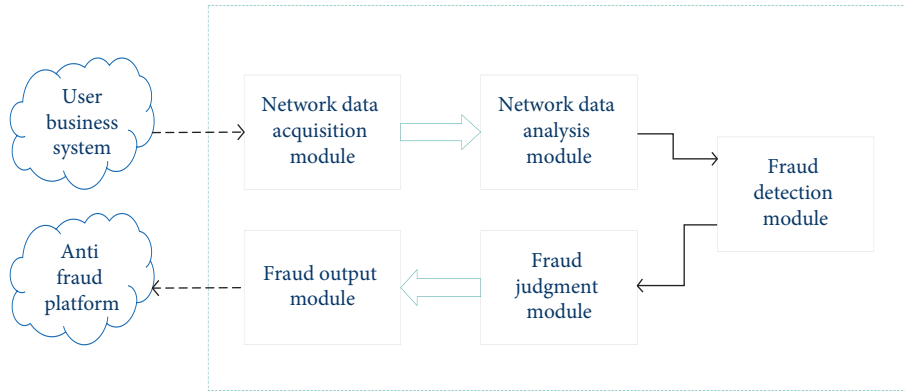 User
business
system
Network data
acquisition
module
Network data
analysis
module
Fraud
detection
module
Anti
fraud
platform
Fraud output
module
Fraud
judgment
module